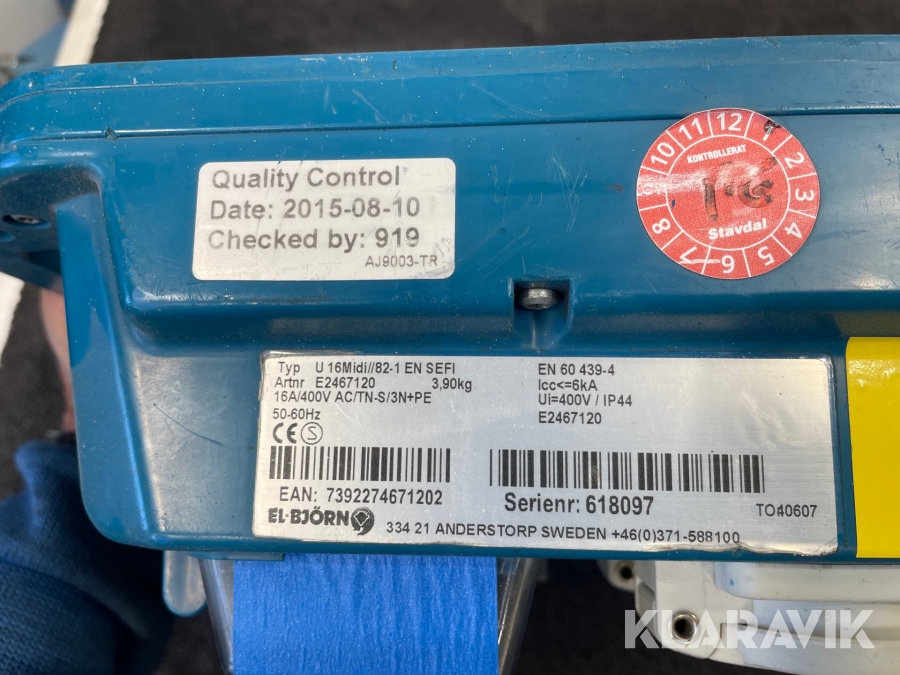 Quality Control
Date: 2015-08-10
Checked by: 919
AJ9003-TR
KONTROLLERAT
Stavdal
1 2 3 4 5 6 7 8 10 11 12
Typ U 16Midi//82-1 EN SEFI
Artnr E2467120 3,90kg
16A/400V AC/TN-S/3N+PE
50-60Hz
CE S
EN 60 439-4
Icc<=6kA
Ui=400V / IP44
E2467120
EAN: 7392274671202
Serienr: 618097
TO40607
EL-BJÖRN
334 21 ANDERSTORP SWEDEN +46(0)371-588100
KLARAVIK